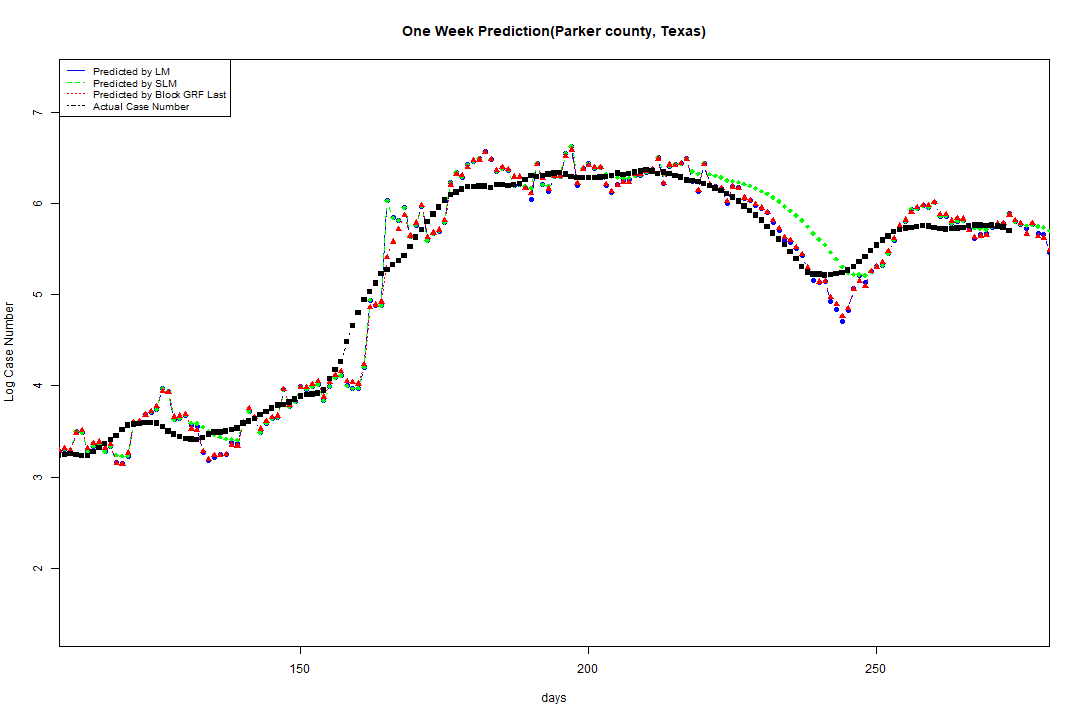 One Week Prediction(Parker county, Texas)
Predicted by LM
Predicted by SLM
Predicted by Block GRF Last
Actual Case Number
7
6
5
4
3
2
Log Case Number
150
200
250
days